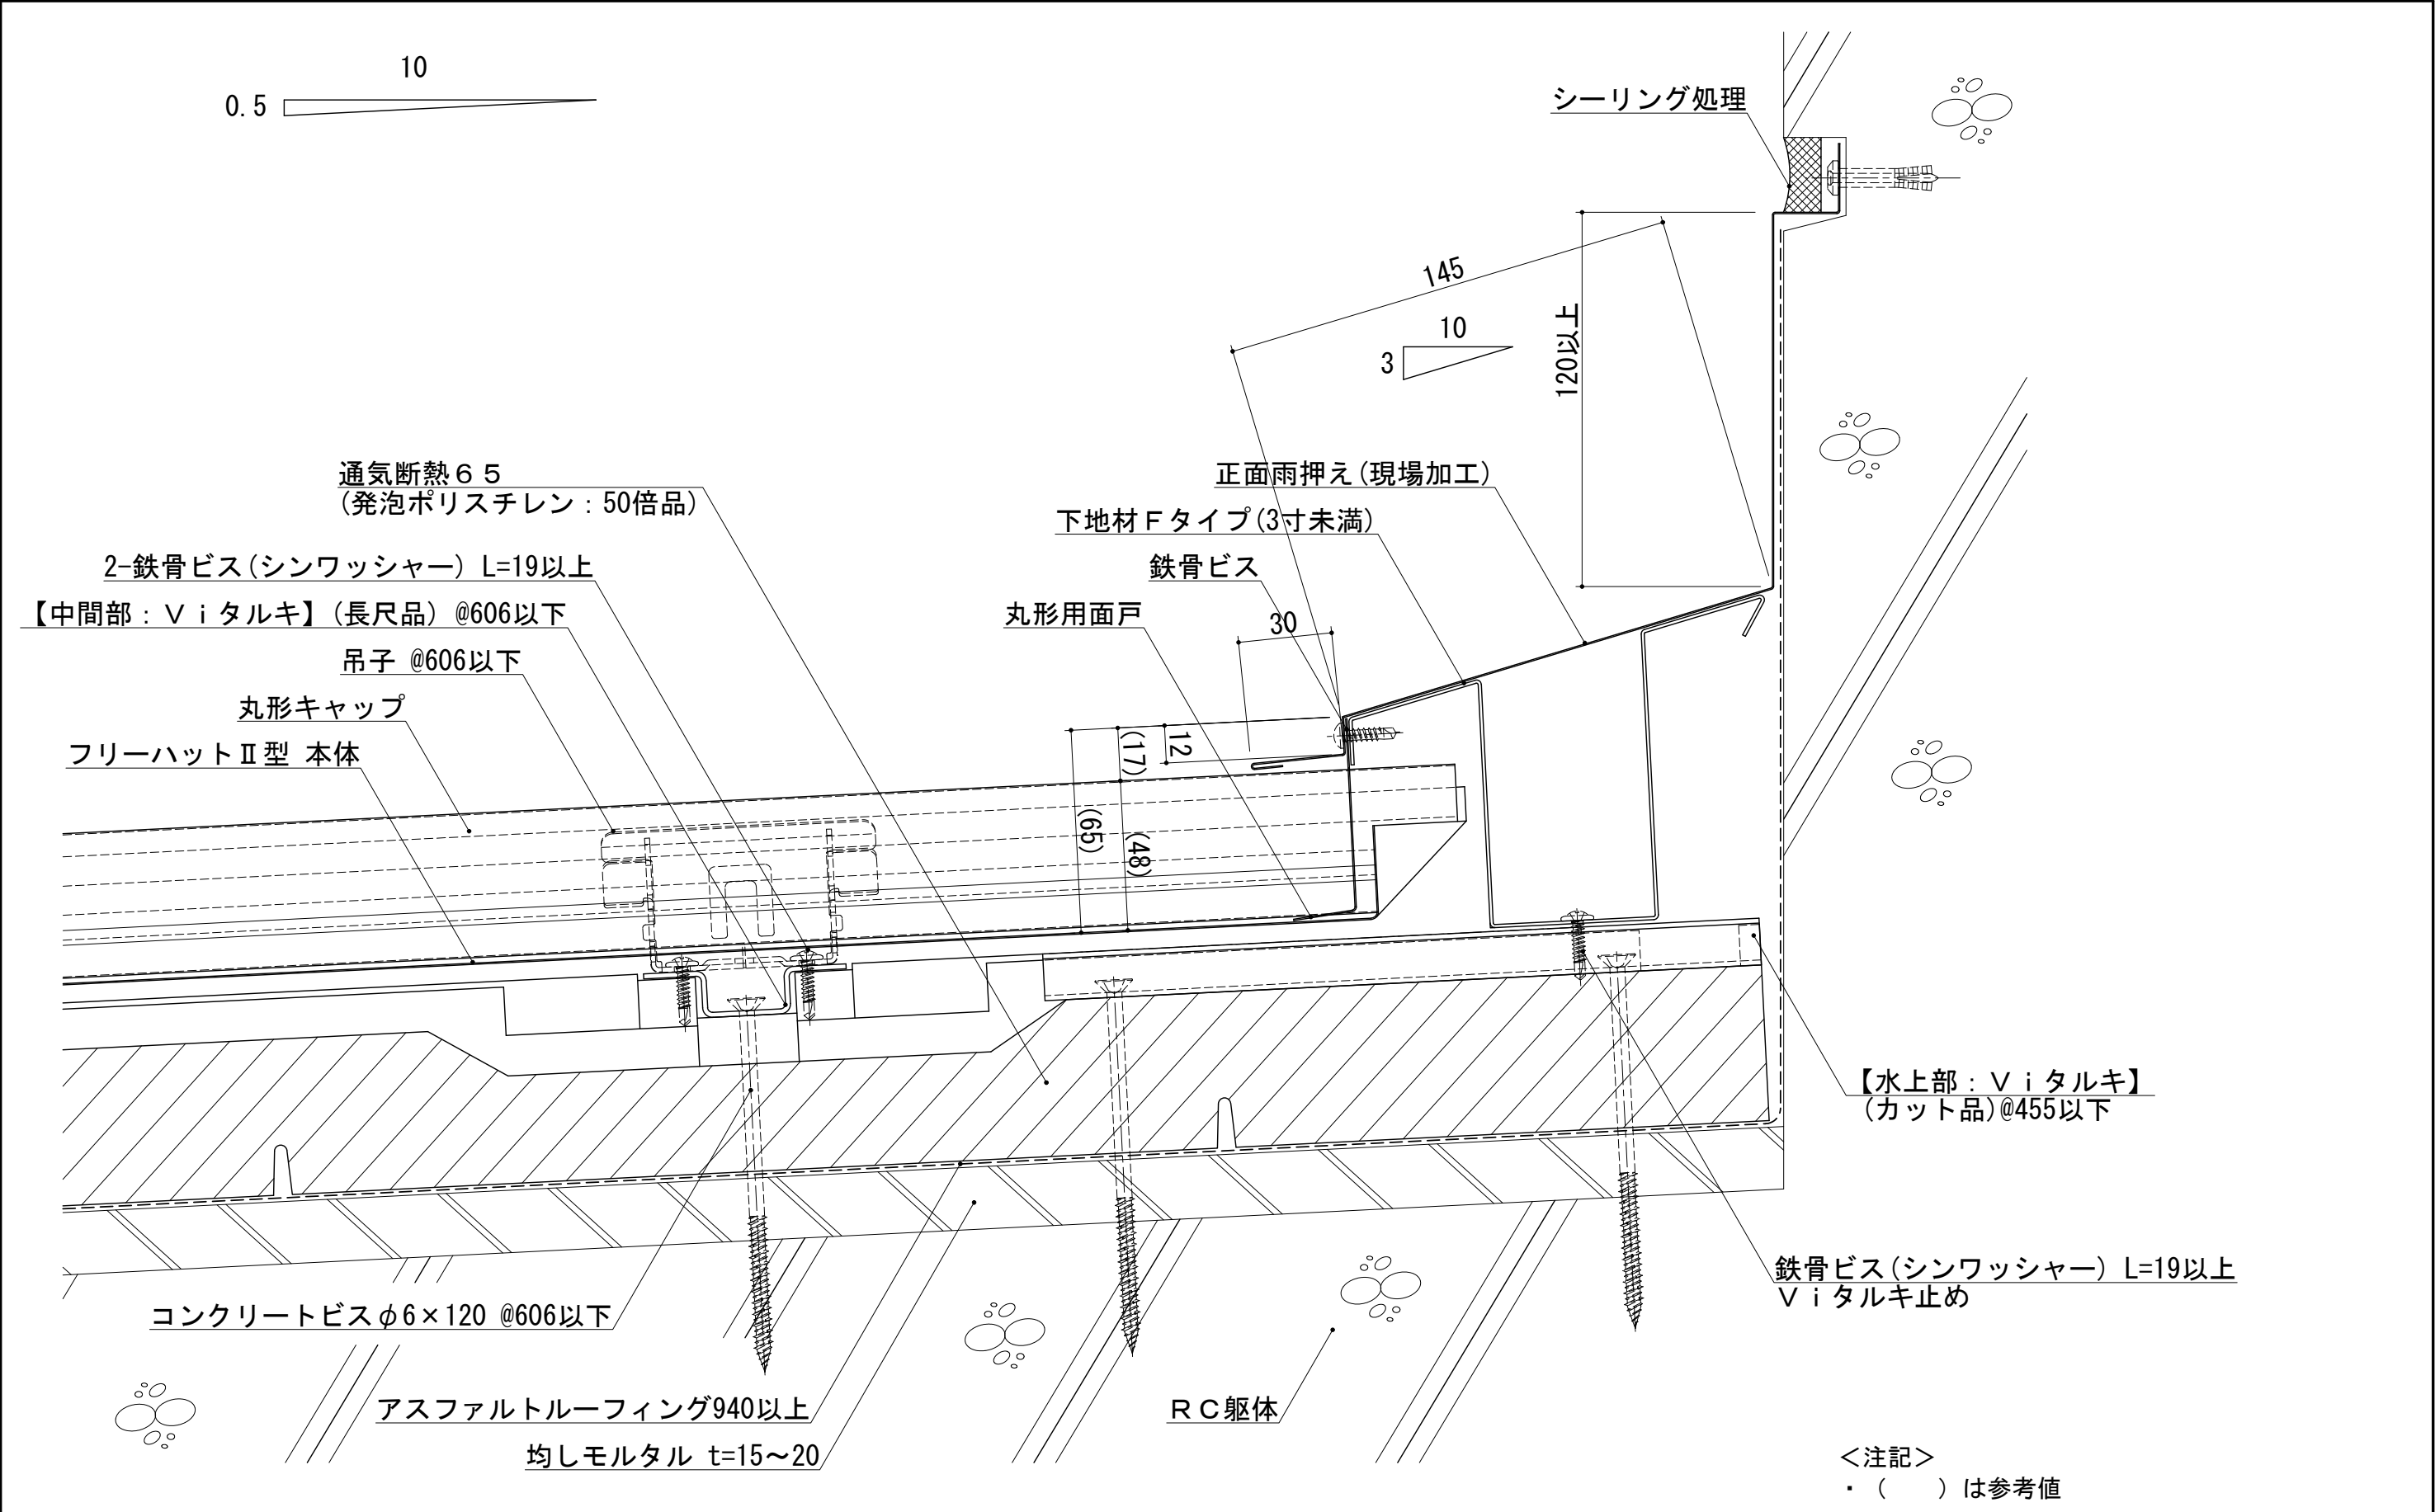 10
0.5
シーリング処理
145
10
3
120以上
通気断熱６５
(発泡ポリスチレン：50倍品)
正面雨押え(現場加工)
下地材Ｆタイプ(3寸未満)
2-鉄骨ビス(シンワッシャー) L=19以上
鉄骨ビス
【中間部：Ｖｉタルキ】(長尺品) @606以下
丸形用面戸
30
吊子 @606以下
丸形キャップ
フリーハットⅡ型 本体
12
(17)
(65)
(48)
【水上部：Ｖｉタルキ】
(カット品)@455以下
鉄骨ビス(シンワッシャー) L=19以上
Ｖｉタルキ止め
コンクリートビスφ6×120 @606以下
アスファルトルーフィング940以上
ＲＣ躯体
均しモルタル t=15～20
＜注記＞
・（　　）は参考値